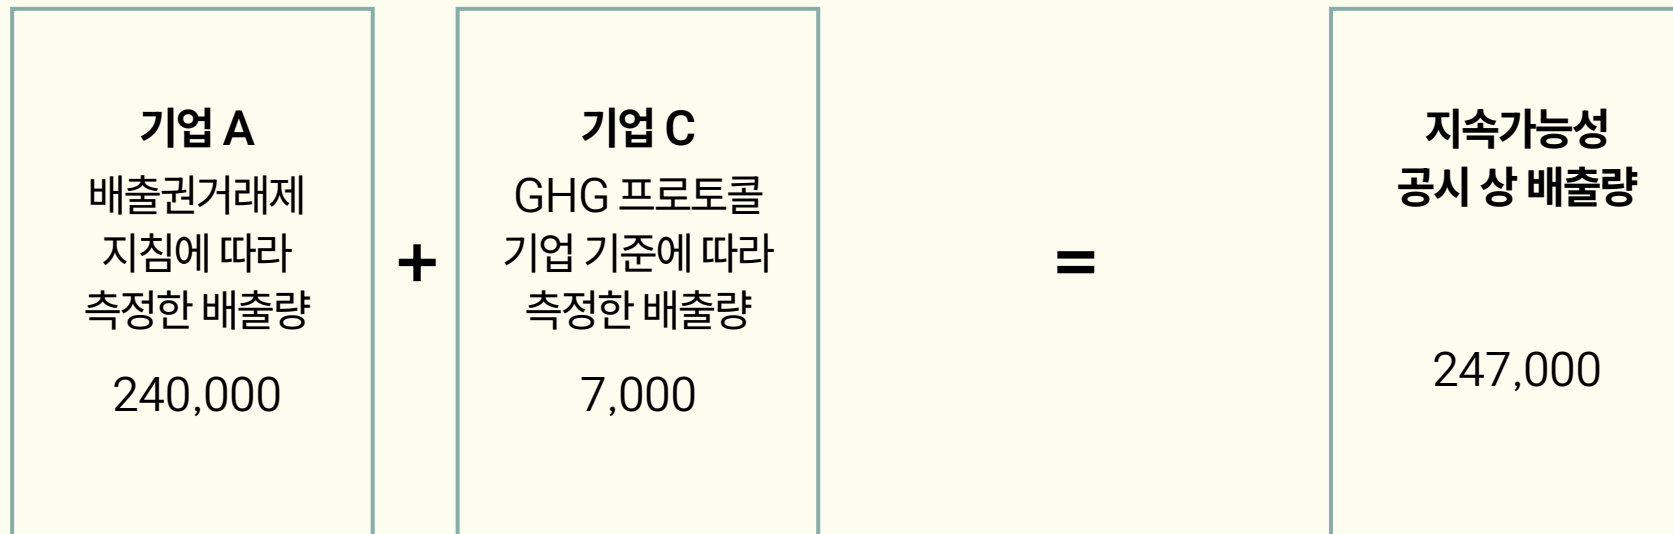 기업 A
배출권거래제
지침에 따라
측정한 배출량
240,000
+
기업 C
GHG 프로토콜
기업 기준에 따라
측정한 배출량
7,000
=
지속가능성
공시 상 배출량
247,000